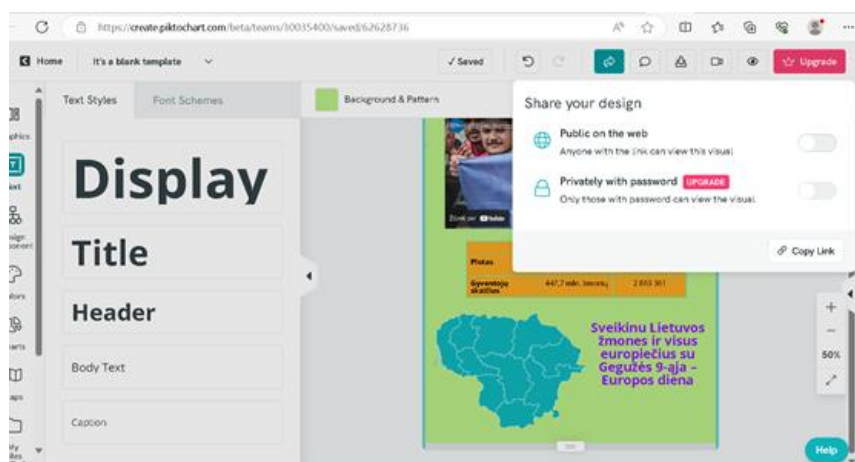 https://create.piktochart.com/beta/teams/30035400/saved/62628736
Home
It's a blank template
✓ Saved
Upgrade
Text Styles
Font Schemes
Background & Pattern
Display
Title
Header
Body Text
Caption
Share your design
Public on the web
Anyone with the link can view this visual
Privately with password UPGRADE
Only those with password can view the visual
Copy Link
Plotas
Gyventojų skaičius
447,7 mln. žmonių
Sveikinu Lietuvos
žmones ir visus
europiečius su
Gegužės 9-ąja –
Europos diena
50%
Help